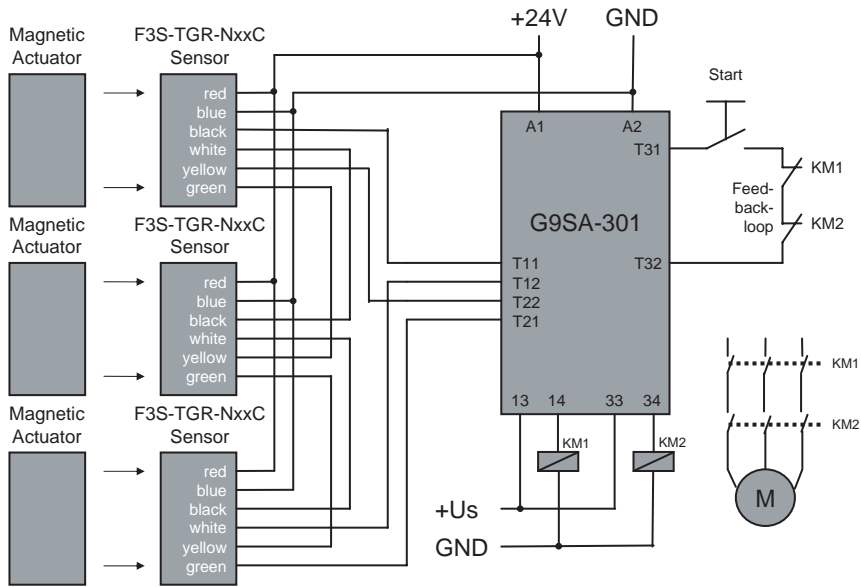 +24V GND
Magnetic
Actuator
F3S-TGR-NxxC
Sensor
red
blue
black
white
yellow
green
Magnetic
Actuator
F3S-TGR-NxxC
Sensor
red
blue
black
white
yellow
green
Magnetic
Actuator
F3S-TGR-NxxC
Sensor
red
blue
black
white
yellow
green
A1 A2
T31
G9SA-301
T11
T12
T22
T21
T32
13 14 33 34
KM1 KM2
+Us
GND
Start
KM1
Feed-
back-
loop
KM2
KM1
KM2
M